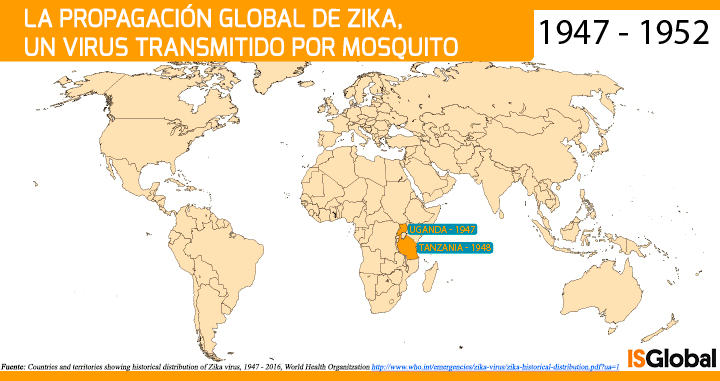 LA PROPAGACIÓN GLOBAL DE ZIKA,
UN VIRUS TRANSMITIDO POR MOSQUITO
1947 - 1952
UGANDA - 1947
TANZANIA - 1948
ISGlobal
Fuente: Countries and territories showing historical distribution of Zika virus, 1947 - 2016, World Health Organitzation http://www.who.int/emergencies/zika-virus/zika-historical-distribution.pdf?ua=1